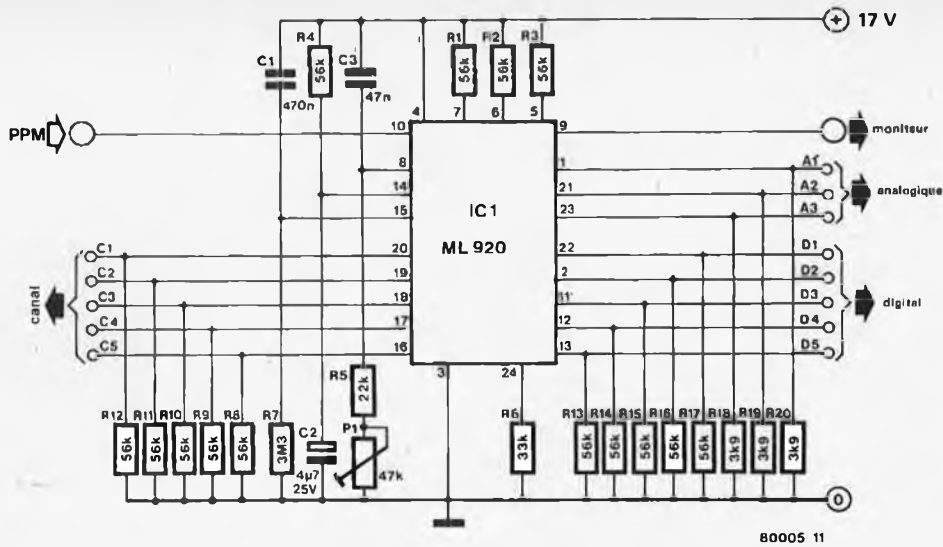 + 17 V
R4
56k
C1
470n
C3
47n
R1
56k
R2
56k
R3
56k
4
7
6
5
PPM
10
9
moniteur
8
14
15
IC1
ML 920
1
21
23
A1
A2
A3
analogique
canal
C1
C2
C3
C4
C5
20
19
18
17
16
22
2
11
12
13
D1
D2
D3
D4
D5
digital
3
24
R5
22k
P1
47k
R12
56k
R11
56k
R10
56k
R9
56k
R8
56k
R7
3M3
C2
4µ7
25V
R6
33k
R13
56k
R14
56k
R15
56k
R16
56k
R17
56k
R18
3k9
R19
3k9
R20
3k9
0
80005 11